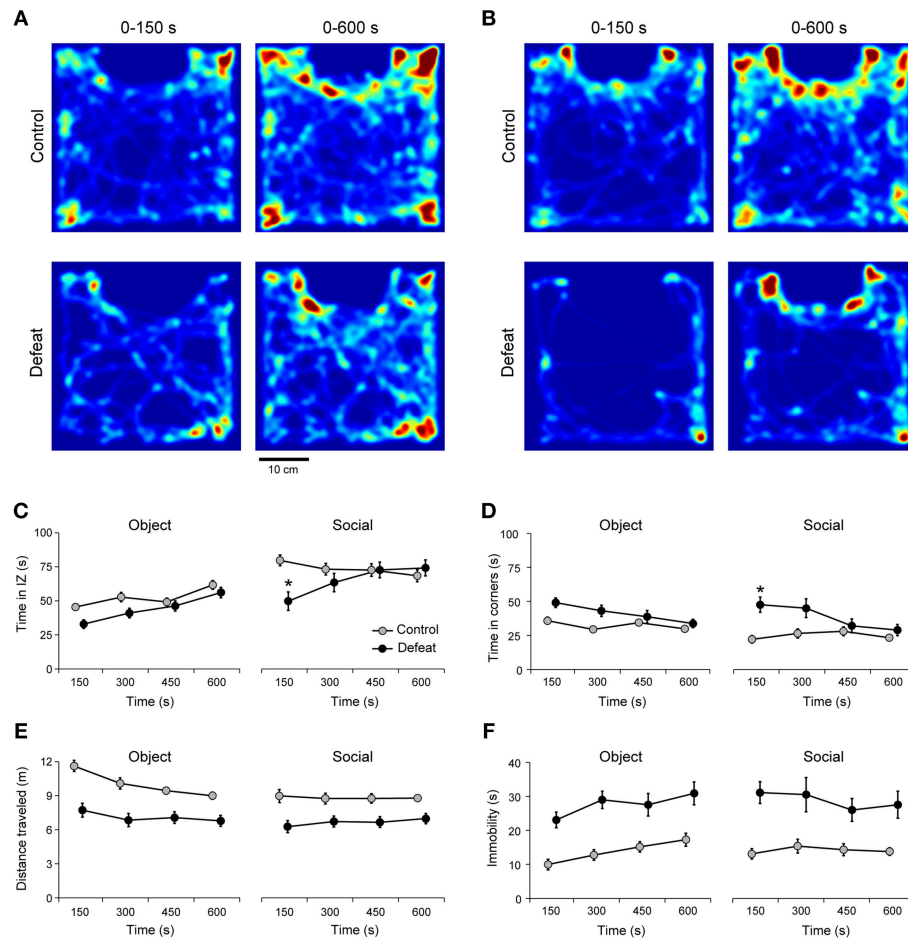 A
0-150 s
0-600 s
Control
Defeat
10 cm
B
0-150 s
0-600 s
Control
Defeat
C
Object
Social
Time in IZ (s)
100
75
50
25
0
*
Control
Defeat
150 300 450 600
150 300 450 600
Time (s)
Time (s)
D
Object
Social
Time in corners (s)
100
75
50
25
0
*
150 300 450 600
150 300 450 600
Time (s)
Time (s)
E
Object
Social
Distance traveled (m)
12
9
6
3
0
150 300 450 600
150 300 450 600
Time (s)
Time (s)
F
Object
Social
Immobility (s)
40
30
20
10
0
150 300 450 600
150 300 450 600
Time (s)
Time (s)